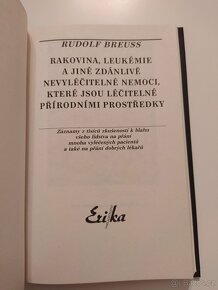 RUDOLF BREUSS
RAKOVINA, LEUKÉMIE
A JINÉ ZDÁNLIVĚ
NEVYLÉČITELNÉ NEMOCI,
KTERÉ JSOU LÉČITELNÉ
PŘÍRODNÍMI PROSTŘEDKY
Záznamy z tisíců zkušeností k blahu
všeho lidstva na přání
mnoha vyléčených pacientů
a také na přání dobrých lékařů
Erika